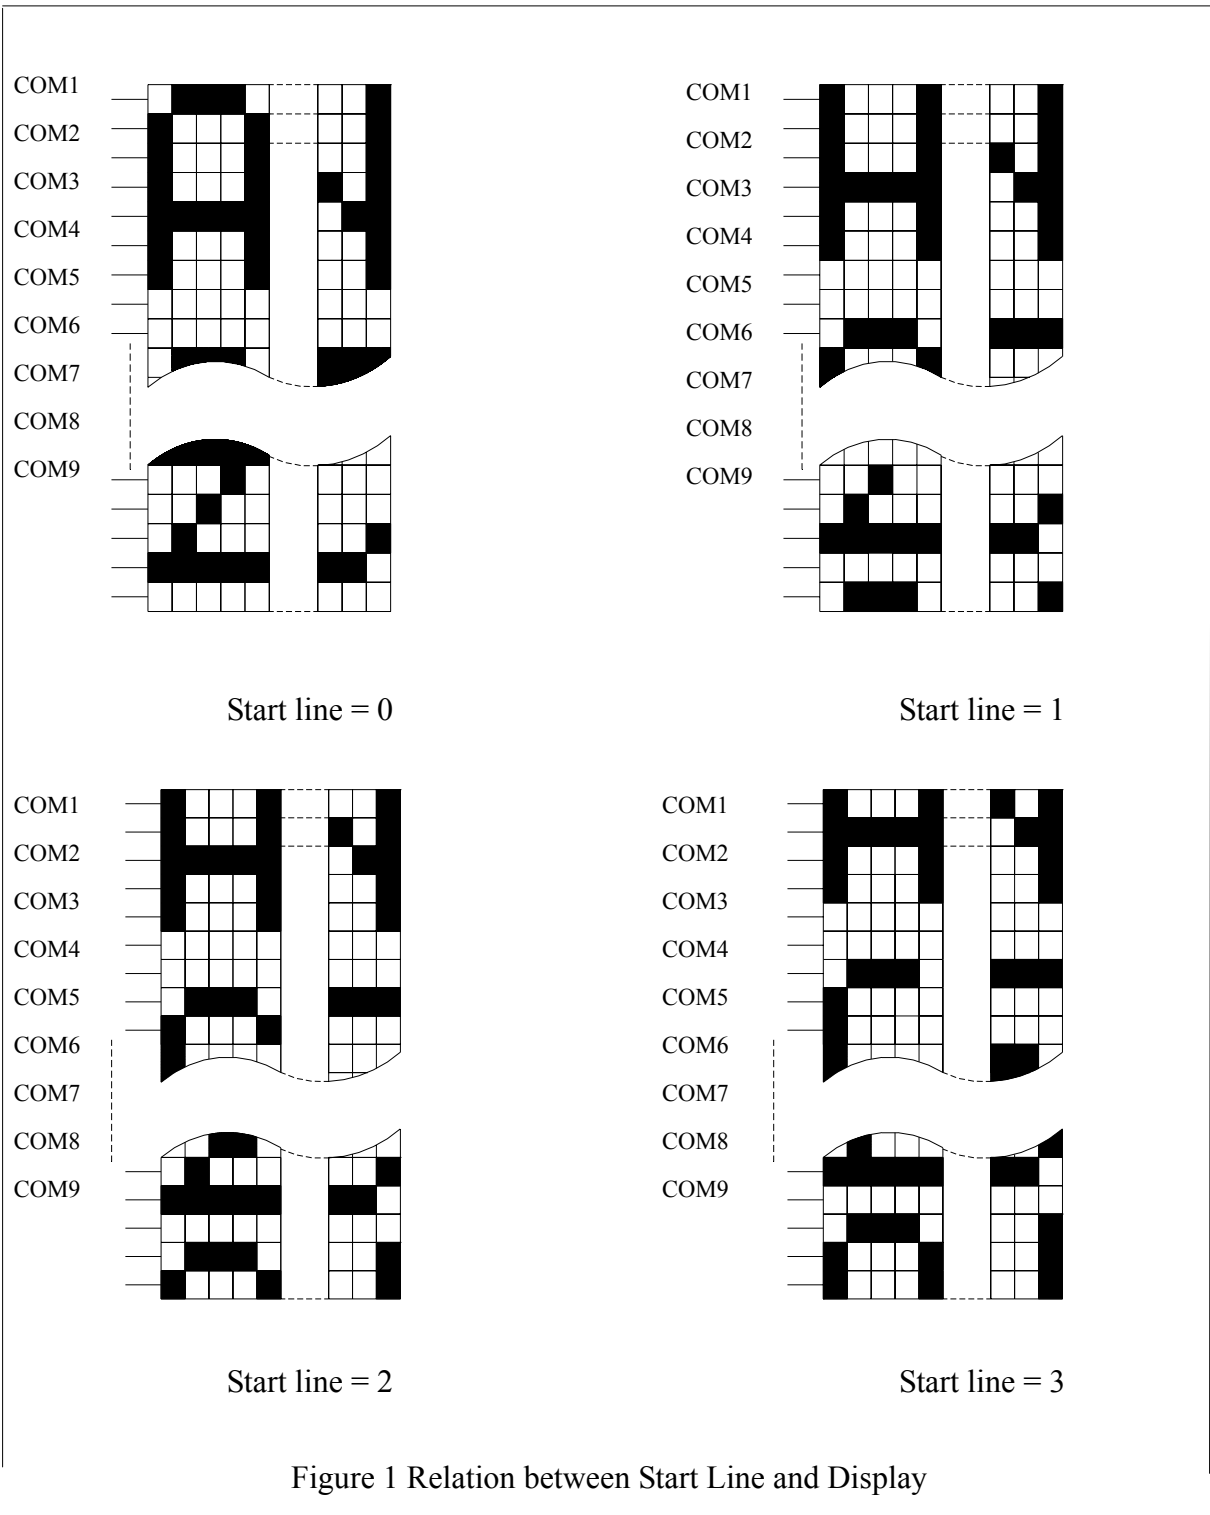 COM1
COM2
COM3
COM4
COM5
COM6
COM7
COM8
COM9
Start line = 0
COM1
COM2
COM3
COM4
COM5
COM6
COM7
COM8
COM9
Start line = 1
COM1
COM2
COM3
COM4
COM5
COM6
COM7
COM8
COM9
Start line = 2
COM1
COM2
COM3
COM4
COM5
COM6
COM7
COM8
COM9
Start line = 3
Figure 1 Relation between Start Line and Display